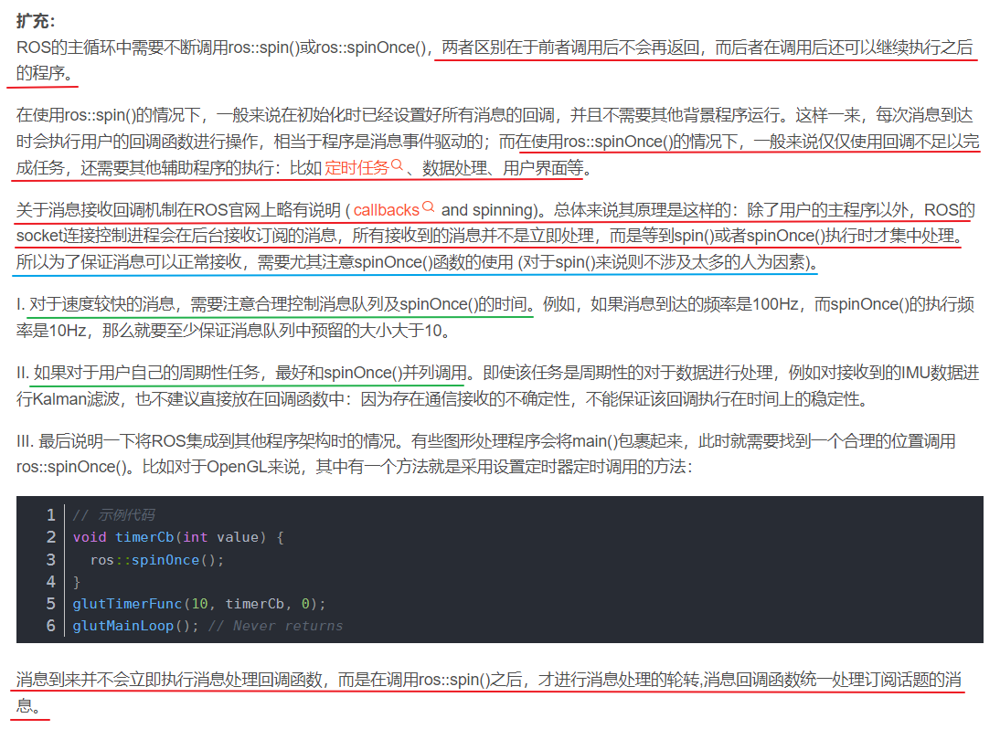 扩充：
ROS的主循环中需要不断调用ros::spin()或ros::spinOnce()，两者区别在于前者调用后不会再返回，而后者在调用后还可以继续执行之后
的程序。
在使用ros::spin()的情况下，一般来说在初始化时已经设置好所有消息的回调，并且不需要其他背景程序运行。这样一来，每次消息到达
时会执行用户的回调函数进行操作，相当于程序是消息事件驱动的；而在使用ros::spinOnce()的情况下，一般来说仅仅使用回调不足以完
成任务，还需要其他辅助程序的执行：比如 定时任务、数据处理、用户界面等。
关于消息接收回调机制在ROS官网上略有说明 ( callbacks and spinning)。总体来说其原理是这样的：除了用户的主程序以外，ROS的
socket连接控制进程会在后台接收订阅的消息，所有接收到的消息并不是立即处理，而是等到spin()或者spinOnce()执行时才集中处理。
所以为了保证消息可以正常接收，需要尤其注意spinOnce()函数的使用 (对于spin()来说则不涉及太多的人为因素)。
I. 对于速度较快的消息，需要注意合理控制消息队列及spinOnce()的时间。例如，如果消息到达的频率是100Hz，而spinOnce()的执行频
率是10Hz，那么就要至少保证消息队列中预留的大小大于10。
II. 如果对于用户自己的周期性任务，最好和spinOnce()并列调用。即使该任务是周期性的对于数据进行处理，例如对接收到的IMU数据进
行Kalman滤波，也不建议直接放在回调函数中：因为存在通信接收的不确定性，不能保证该回调执行在时间上的稳定性。
III. 最后说明一下将ROS集成到其他程序架构时的情况。有些图形处理程序会将main()包裹起来，此时就需要找到一个合理的位置调用
ros::spinOnce()。比如对于OpenGL来说，其中有一个方法就是采用设置定时器定时调用的方法：
1 // 示例代码
2 void timerCb(int value) {
3 ros::spinOnce();
4 }
5 glutTimerFunc(10, timerCb, 0);
6 glutMainLoop(); // Never returns
消息到来并不会立即执行消息处理回调函数，而是在调用ros::spin()之后，才进行消息处理的轮转,消息回调函数统一处理订阅话题的消
息。